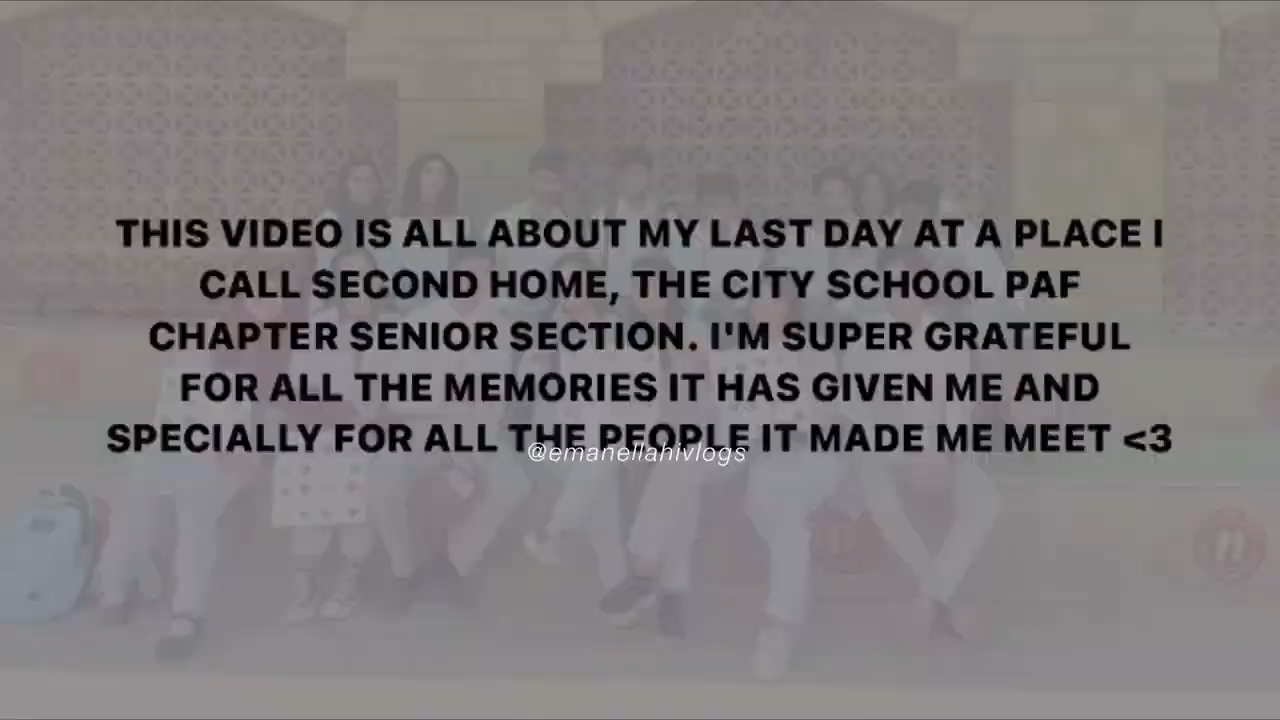 THIS VIDEO IS ALL ABOUT MY LAST DAY AT A PLACE I
CALL SECOND HOME, THE CITY SCHOOL PAF
CHAPTER SENIOR SECTION. I'M SUPER GRATEFUL
FOR ALL THE MEMORIES IT HAS GIVEN ME AND
SPECIALLY FOR ALL THE PEOPLE IT MADE ME MEET <3
@emanellahivlogs